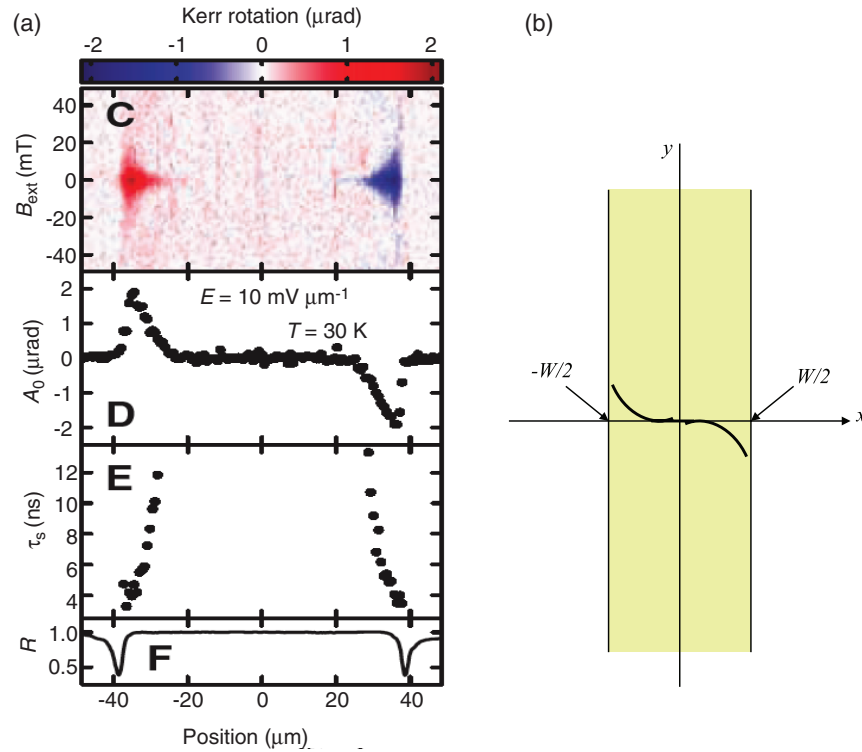 (a)
Kerr rotation (μrad)
-2 -1 0 1 2
C
B_ext (mT)
40
20
0
-20
-40
E = 10 mV μm⁻¹
T = 30 K
A₀ (μrad)
2
1
0
-1
-2
D
E
τ_s (ns)
12
10
8
6
4
R
1.0
0.5
F
-40 -20 0 20 40
Position (μm)
(b)
y
-W/2
W/2
x